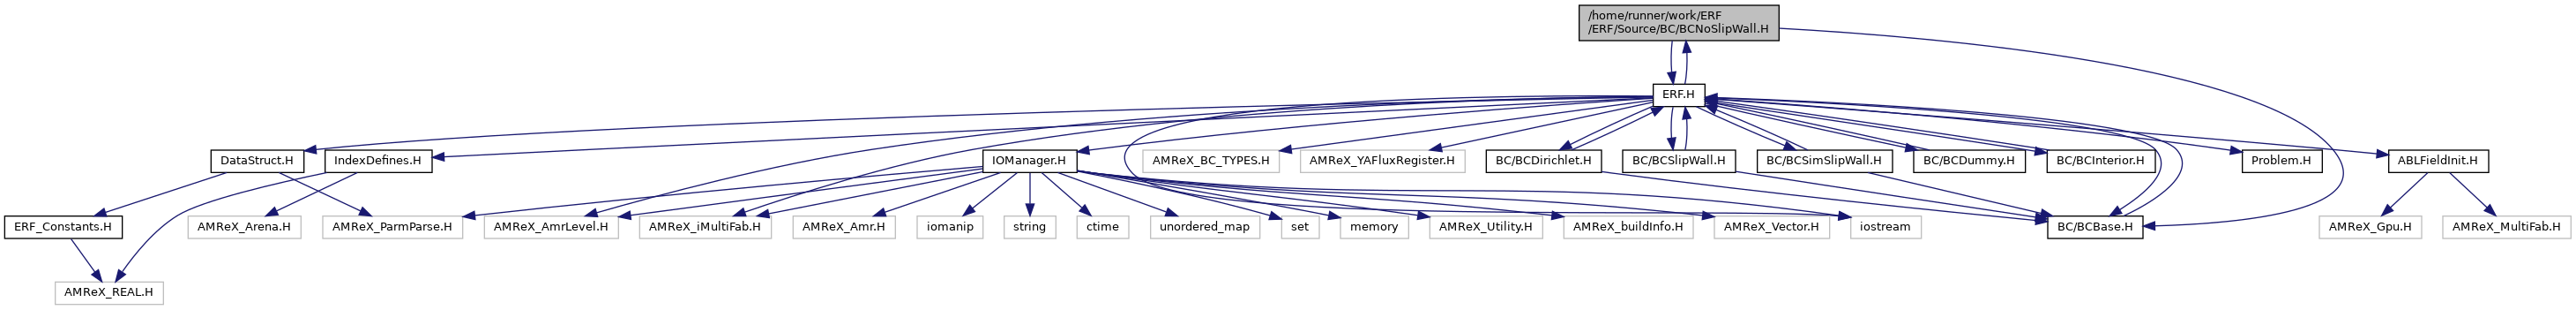 /home/runner/work/ERF
/ERF/Source/BC/BCNoSlipWall.H
ERF.H
DataStruct.H
IndexDefines.H
IOManager.H
AMReX_BC_TYPES.H
AMReX_YAFluxRegister.H
BC/BCDirichlet.H
BC/BCSlipWall.H
BC/BCSimSlipWall.H
BC/BCDummy.H
BC/BCInterior.H
Problem.H
ABLFieldInit.H
ERF_Constants.H
AMReX_Arena.H
AMReX_ParmParse.H
AMReX_AmrLevel.H
AMReX_iMultiFab.H
AMReX_Amr.H
iomanip
string
ctime
unordered_map
set
memory
AMReX_Utility.H
AMReX_buildInfo.H
AMReX_Vector.H
iostream
BC/BCBase.H
AMReX_Gpu.H
AMReX_MultiFab.H
AMReX_REAL.H